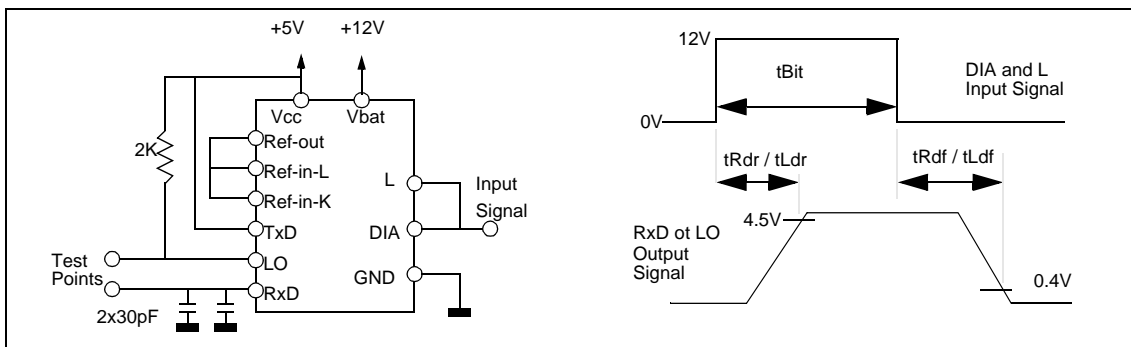 +5V
+12V
Vcc
Vbat
2K
Ref-out
Ref-in-L
Ref-in-K
TxD
LO
RxD
L
DIA
GND
Input
Signal
Test
Points
2x30pF
12V
0V
tBit
DIA and L
Input Signal
tRdr / tLdr
tRdf / tLdf
4.5V
0.4V
RxD ot LO
Output
Signal